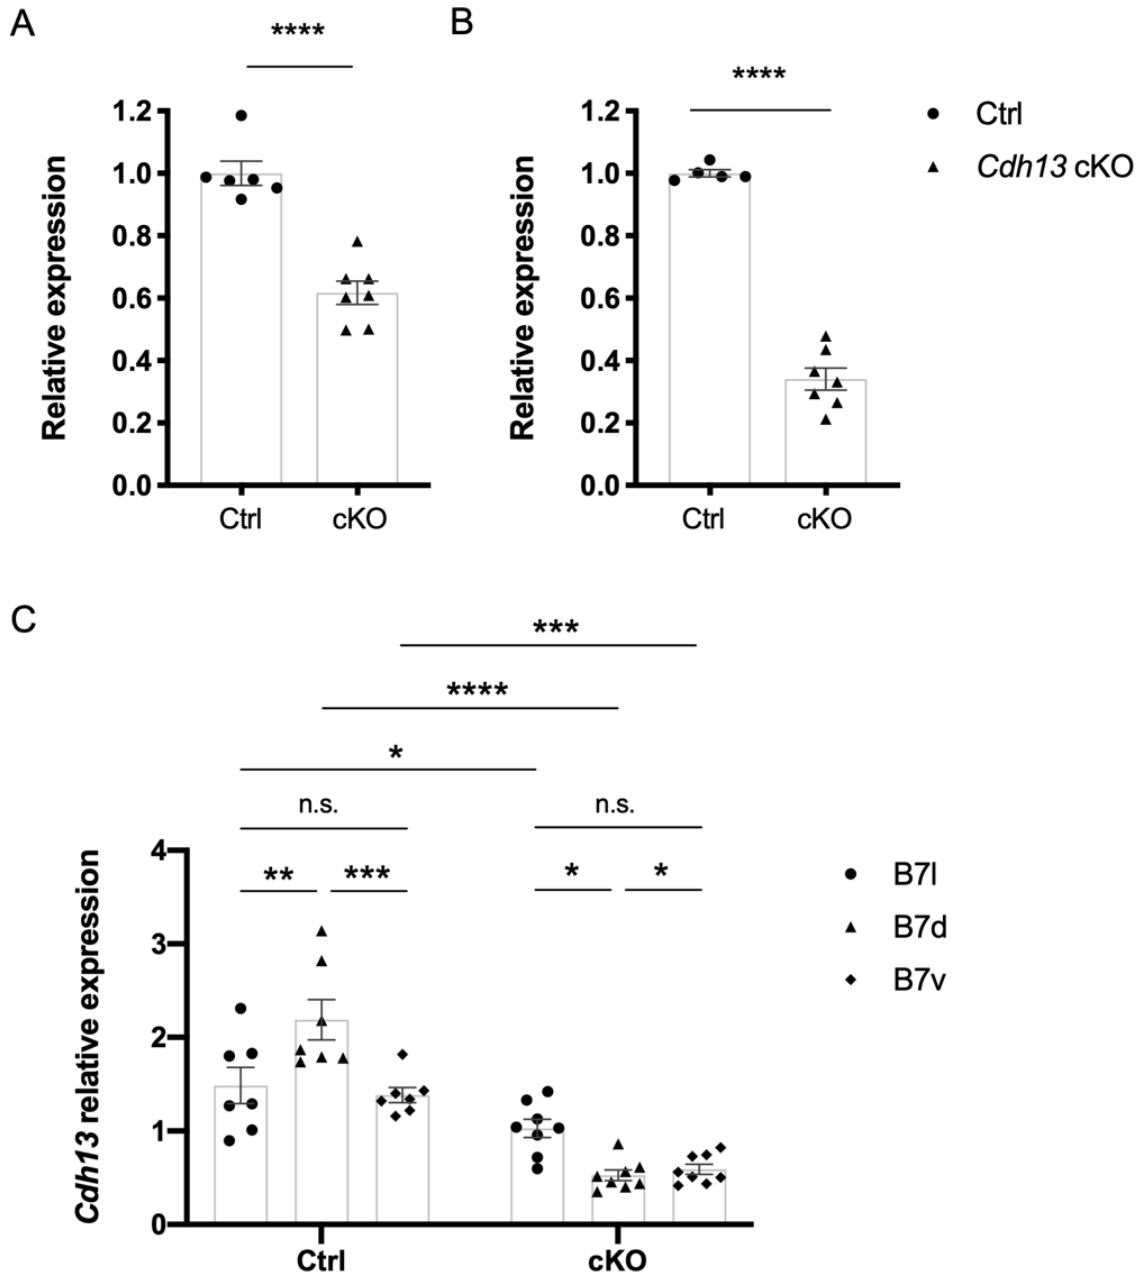 A
B
****
****
1.2
1.0
0.8
0.6
0.4
0.2
0.0
Relative expression
Ctrl
cKO
1.2
1.0
0.8
0.6
0.4
0.2
0.0
Relative expression
Ctrl
cKO
Ctrl
Cdh13 cKO
C
***
****
*
n.s.
n.s.
**
***
*
*
4
3
2
1
0
Cdh13 relative expression
Ctrl
cKO
B7l
B7d
B7v